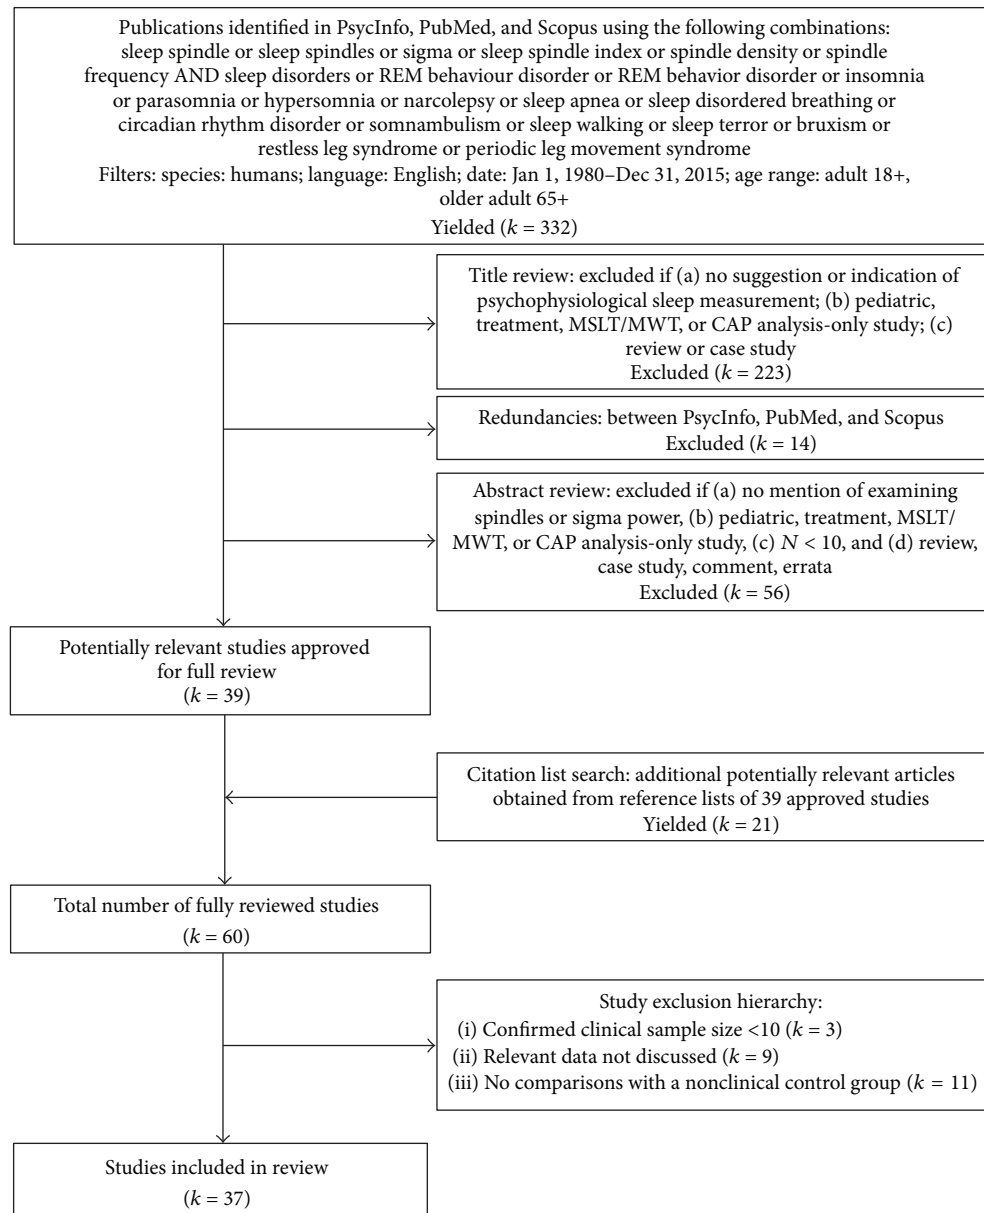 Publications identified in PsycInfo, PubMed, and Scopus using the following combinations:
sleep spindle or sleep spindles or sigma or sleep spindle index or spindle density or spindle
frequency AND sleep disorders or REM behaviour disorder or REM behavior disorder or insomnia
or parasomnia or hypersomnia or narcolepsy or sleep apnea or sleep disordered breathing or
circadian rhythm disorder or somnambulism or sleep walking or sleep terror or bruxism or
restless leg syndrome or periodic leg movement syndrome
Filters: species: humans; language: English; date: Jan 1, 1980–Dec 31, 2015; age range: adult 18+,
older adult 65+
Yielded (k = 332)
Title review: excluded if (a) no suggestion or indication of
psychophysiological sleep measurement; (b) pediatric,
treatment, MSLT/MWT, or CAP analysis-only study; (c)
review or case study
Excluded (k = 223)
Redundancies: between PsycInfo, PubMed, and Scopus
Excluded (k = 14)
Abstract review: excluded if (a) no mention of examining
spindles or sigma power, (b) pediatric, treatment, MSLT/
MWT, or CAP analysis-only study, (c) N < 10, and (d) review,
case study, comment, errata
Excluded (k = 56)
Potentially relevant studies approved
for full review
(k = 39)
Citation list search: additional potentially relevant articles
obtained from reference lists of 39 approved studies
Yielded (k = 21)
Total number of fully reviewed studies
(k = 60)
Study exclusion hierarchy:
(i) Confirmed clinical sample size <10 (k = 3)
(ii) Relevant data not discussed (k = 9)
(iii) No comparisons with a nonclinical control group (k = 11)
Studies included in review
(k = 37)